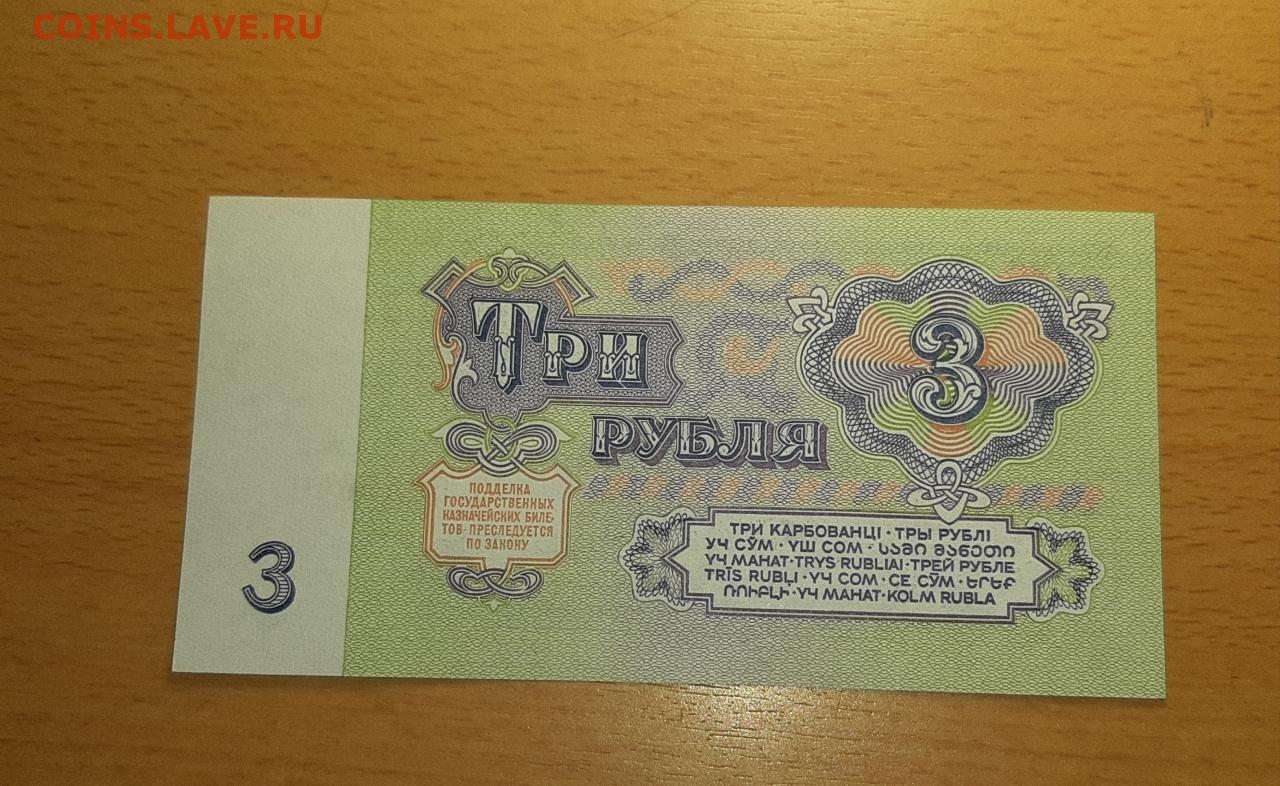 COINS.LAVE.RU
ТРИ
РУБЛЯ
3
3
ПОДДЕЛКА
ГОСУДАРСТВЕННЫХ
КАЗНАЧЕЙСКИХ БИЛЕ-
ТОВ ПРЕСЛЕДУЕТСЯ
ПО ЗАКОНУ
ТРИ КАРБОВАНЦІ · ТРЫ РУБЛІ
УЧ СЎМ · ҮШ СОМ · ᲡᲐᲛᲘ ᲛᲐᲜᲔᲗᲘ
ҮЧ МАНАТ · TRYS RUBLIAI · ТРЕЙ РУБЛЕ
TRĪS RUBĻI · ҮЧ СОМ · СЕ СӮМ · ԵՐԵՔ
ՌՈՒԲԼԻ · ҮЧ МАНАТ · KOLM RUBLA